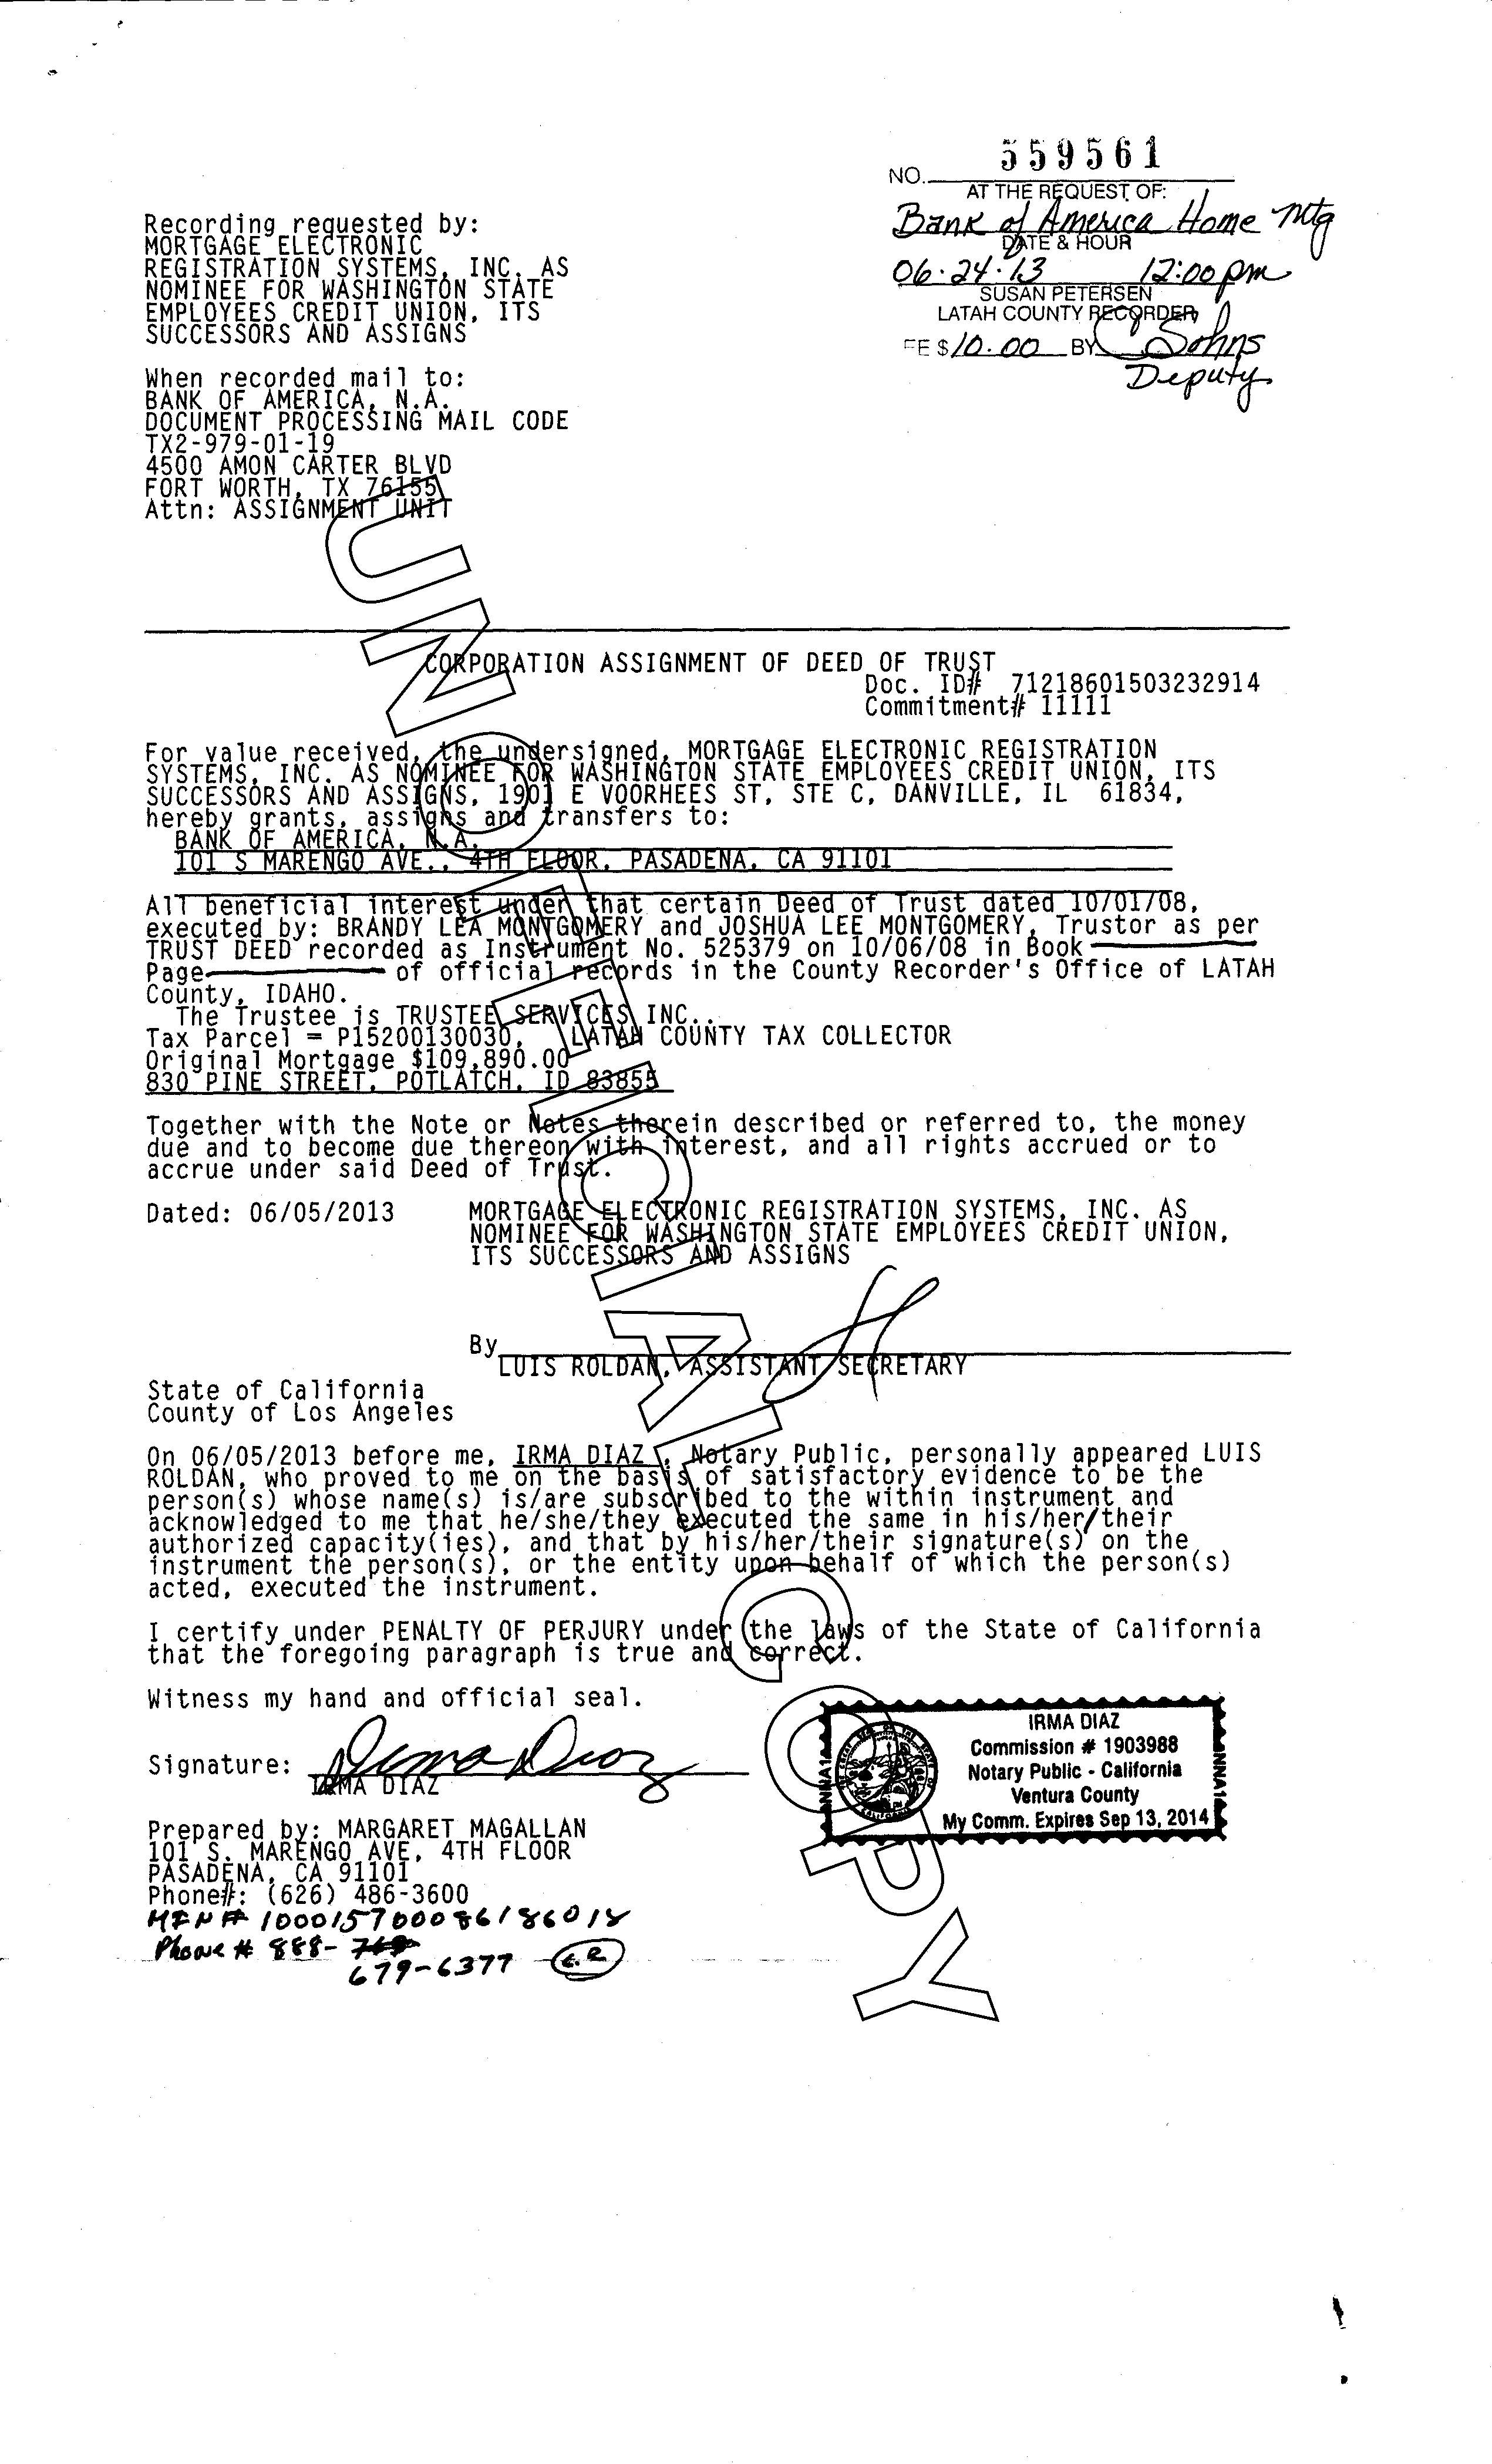 NO. 559561
AT THE REQUEST OF:
Bank of America Home Mtg
DATE & HOUR
06.24.13 12:00 pm
SUSAN PETERSEN
LATAH COUNTY RECORDER
FE $ 10.00 BY C Sohns
Deputy
Recording requested by:
MORTGAGE ELECTRONIC
REGISTRATION SYSTEMS, INC. AS
NOMINEE FOR WASHINGTON STATE
EMPLOYEES CREDIT UNION, ITS
SUCCESSORS AND ASSIGNS
When recorded mail to:
BANK OF AMERICA, N.A.
DOCUMENT PROCESSING MAIL CODE
TX2-979-01-19
4500 AMON CARTER BLVD
FORT WORTH, TX 76155
Attn: ASSIGNMENT UNIT
CORPORATION ASSIGNMENT OF DEED OF TRUST
Doc. ID# 71218601503232914
Commitment# 11111
For value received, the undersigned, MORTGAGE ELECTRONIC REGISTRATION
SYSTEMS, INC. AS NOMINEE FOR WASHINGTON STATE EMPLOYEES CREDIT UNION, ITS
SUCCESSORS AND ASSIGNS, 1901 E VOORHEES ST, STE C, DANVILLE, IL 61834,
hereby grants, assigns and transfers to:
BANK OF AMERICA, N.A.
101 S MARENGO AVE., 4TH FLOOR, PASADENA, CA 91101
All beneficial interest under that certain Deed of Trust dated 10/01/08,
executed by: BRANDY LEA MONTGOMERY and JOSHUA LEE MONTGOMERY, Trustor as per
TRUST DEED recorded as Instrument No. 525379 on 10/06/08 in Book
Page of official records in the County Recorder's Office of LATAH
County, IDAHO.
The Trustee is TRUSTEE SERVICES INC..
Tax Parcel = P15200130030, LATAH COUNTY TAX COLLECTOR
Original Mortgage $109,890.00
830 PINE STREET, POTLATCH, ID 83855
Together with the Note or Notes therein described or referred to, the money
due and to become due thereon with interest, and all rights accrued or to
accrue under said Deed of Trust.
Dated: 06/05/2013 MORTGAGE ELECTRONIC REGISTRATION SYSTEMS, INC. AS
NOMINEE FOR WASHINGTON STATE EMPLOYEES CREDIT UNION,
ITS SUCCESSORS AND ASSIGNS
By
LUIS ROLDAN, ASSISTANT SECRETARY
State of California
County of Los Angeles
On 06/05/2013 before me, IRMA DIAZ, Notary Public, personally appeared LUIS
ROLDAN, who proved to me on the basis of satisfactory evidence to be the
person(s) whose name(s) is/are subscribed to the within instrument and
acknowledged to me that he/she/they executed the same in his/her/their
authorized capacity(ies), and that by his/her/their signature(s) on the
instrument the person(s), or the entity upon behalf of which the person(s)
acted, executed the instrument.
I certify under PENALTY OF PERJURY under the laws of the State of California
that the foregoing paragraph is true and correct.
Witness my hand and official seal.
Signature: Irma Diaz
IRMA DIAZ
IRMA DIAZ
Commission # 1903988
Notary Public - California
Ventura County
My Comm. Expires Sep 13, 2014
Prepared by: MARGARET MAGALLAN
101 S. MARENGO AVE, 4TH FLOOR
PASADENA, CA 91101
Phone#: (626) 486-3600
MIN # 100015700086186018
Phone # 888-
679-6377
UNOFFICIAL COPY